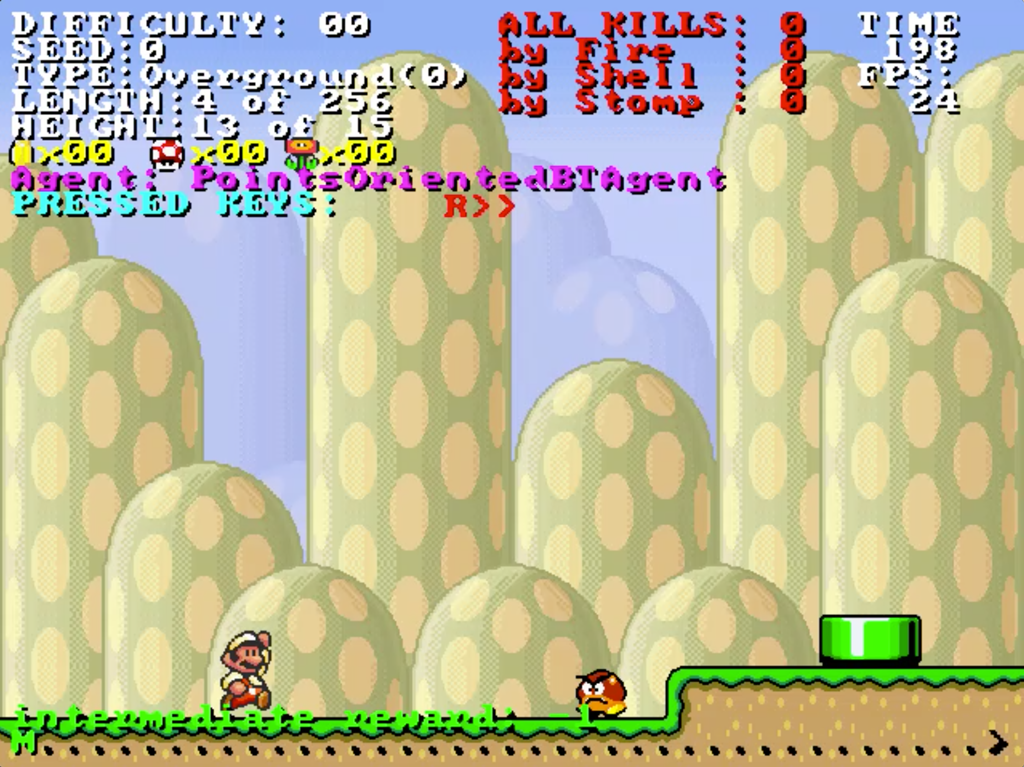 DIFFICULTY: 00
SEED:0
TYPE:Overground(0)
LENGTH:4 of 256
HEIGHT:13 of 15
x00 x00 x00
Agent: PointsOrientedBTAgent
PRESSED KEYS: R>>
ALL KILLS: 0
by Fire : 0
by Shell : 0
by Stomp : 0
TIME
198
FPS:
24
intermediate reward: -1
M >